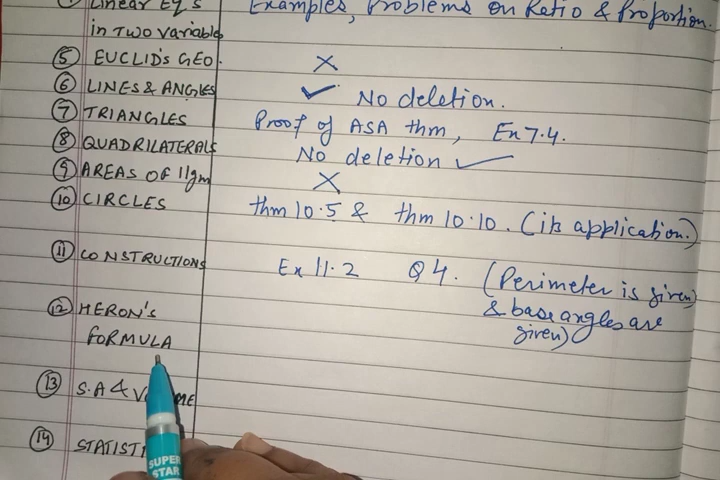 Linear Eq's Examples, Problems on Ratio & Proportion.
in Two Variable
⑤ EUCLID's GEO. ✗
⑥ LINES & ANGLES ✓ No deletion.
⑦ TRIANGLES Proof of ASA thm, Ex 7.4.
⑧ QUADRILATERALS No deletion ✓
⑨ AREAS OF llgm ✗
⑩ CIRCLES thm 10.5 & thm 10.10. (its application.)
⑪ CONSTRUCTIONS Ex 11.2 Q4. (Perimeter is given
& base angles are
given)
⑫ HERON's
FORMULA
⑬ S.A &
⑭
SUPER
STAR